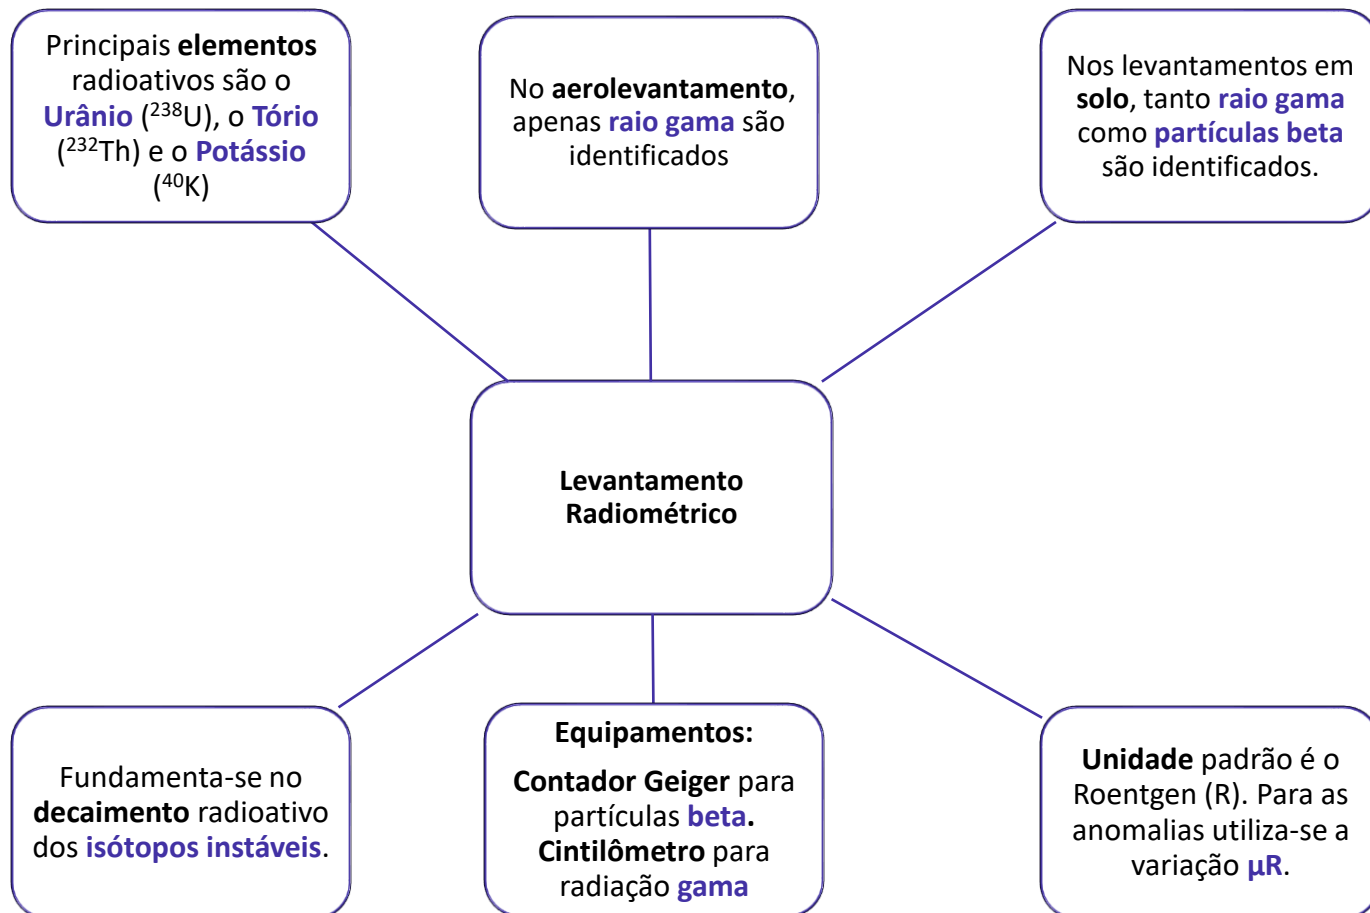 Principais elementos
radioativos são o
Urânio (²³⁸U), o Tório
(²³²Th) e o Potássio
(⁴⁰K)
No aerolevantamento,
apenas raio gama são
identificados
Nos levantamentos em
solo, tanto raio gama
como partículas beta
são identificados.
Levantamento
Radiométrico
Fundamenta-se no
decaimento radioativo
dos isótopos instáveis.
Equipamentos:
Contador Geiger para
partículas beta.
Cintilômetro para
radiação gama
Unidade padrão é o
Roentgen (R). Para as
anomalias utiliza-se a
variação µR.